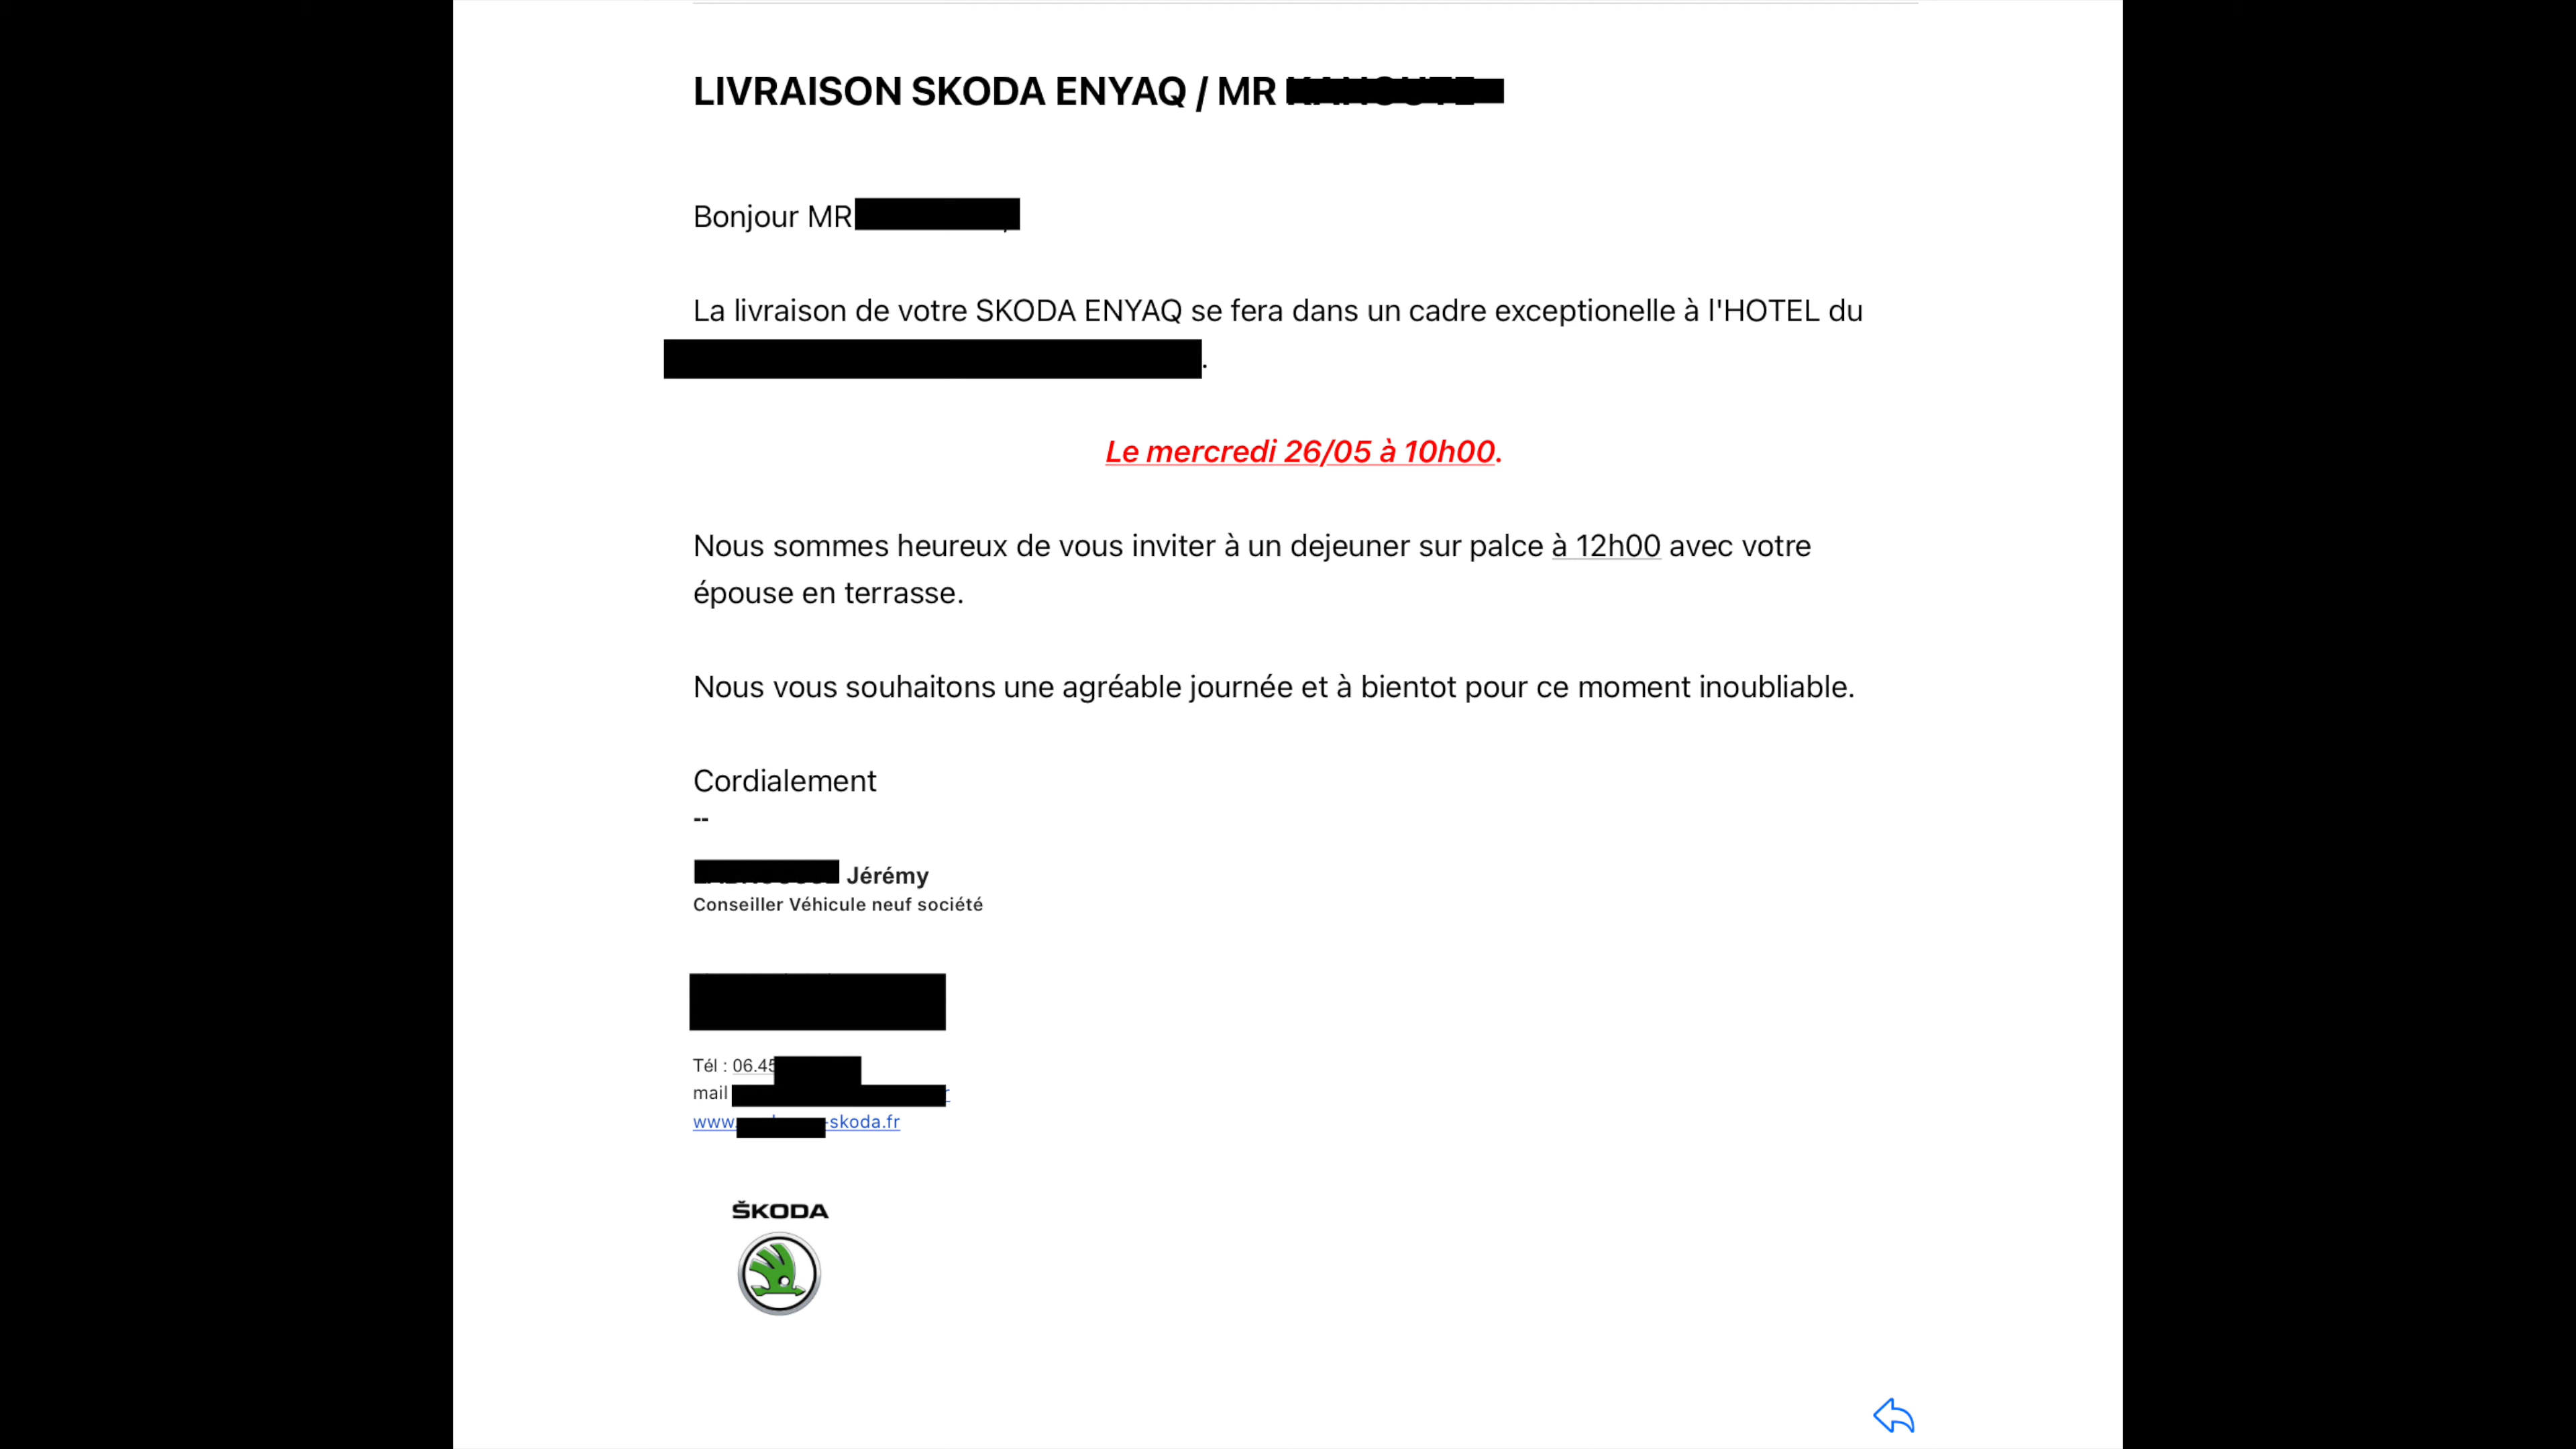 LIVRAISON SKODA ENYAQ / MR
Bonjour MR
La livraison de votre SKODA ENYAQ se fera dans un cadre exceptionelle à l'HOTEL du
.
Le mercredi 26/05 à 10h00.
Nous sommes heureux de vous inviter à un dejeuner sur palce à 12h00 avec votre
épouse en terrasse.
Nous vous souhaitons une agréable journée et à bientot pour ce moment inoubliable.
Cordialement
--
Jérémy
Conseiller Véhicule neuf société
Tél : 06.45
mail
www. -skoda.fr
ŠKODA